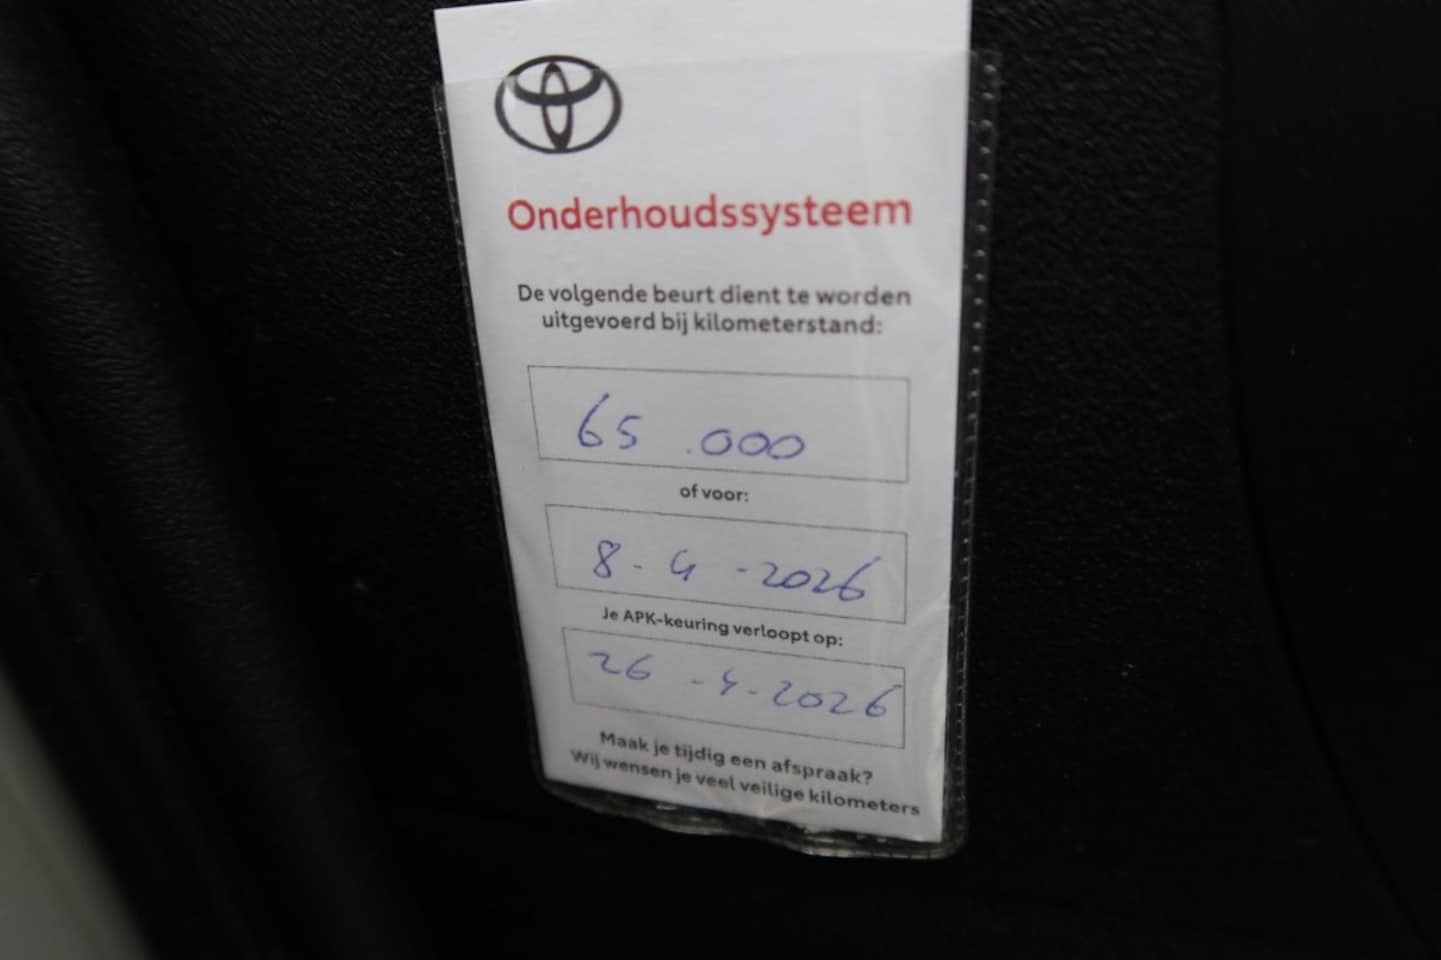 Onderhoudssysteem
De volgende beurt dient te worden
uitgevoerd bij kilometerstand:
65.000
of voor:
8-4-2026
Je APK-keuring verloopt op:
26-4-2026
Maak je tijdig een afspraak?
Wij wensen je veel veilige kilometers